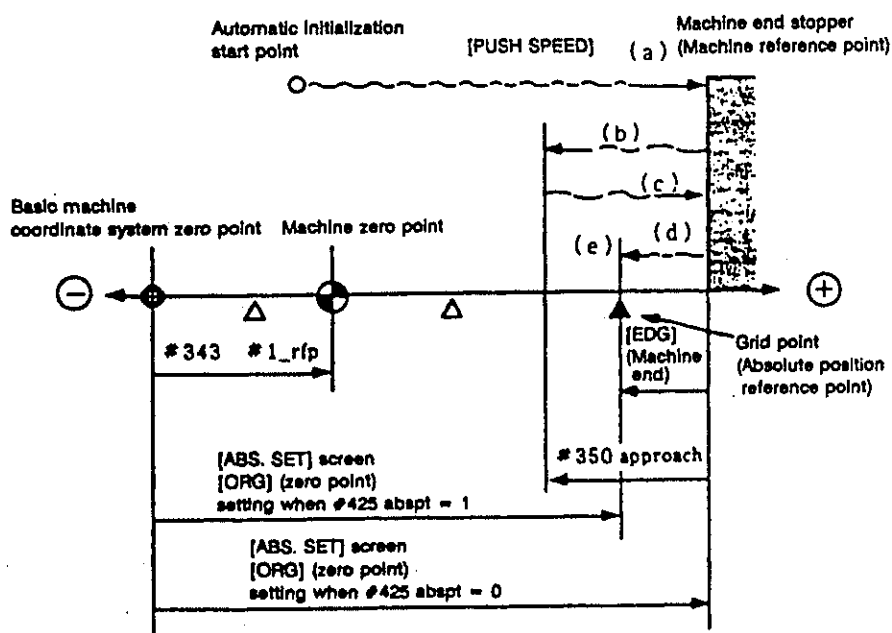 Automatic initialization
start point
[PUSH SPEED]
(a)
Machine end stopper
(Machine reference point)
(b)
(c)
Basic machine
coordinate system zero point
Machine zero point
(e)
(d)
−
+
#343
#1_rfp
[EDG]
(Machine
end)
Grid point
(Absolute position
reference point)
#350 approach
[ABS. SET] screen
[ORG] (zero point)
setting when #425 abspt = 1
[ABS. SET] screen
[ORG] (zero point)
setting when #425 abspt = 0